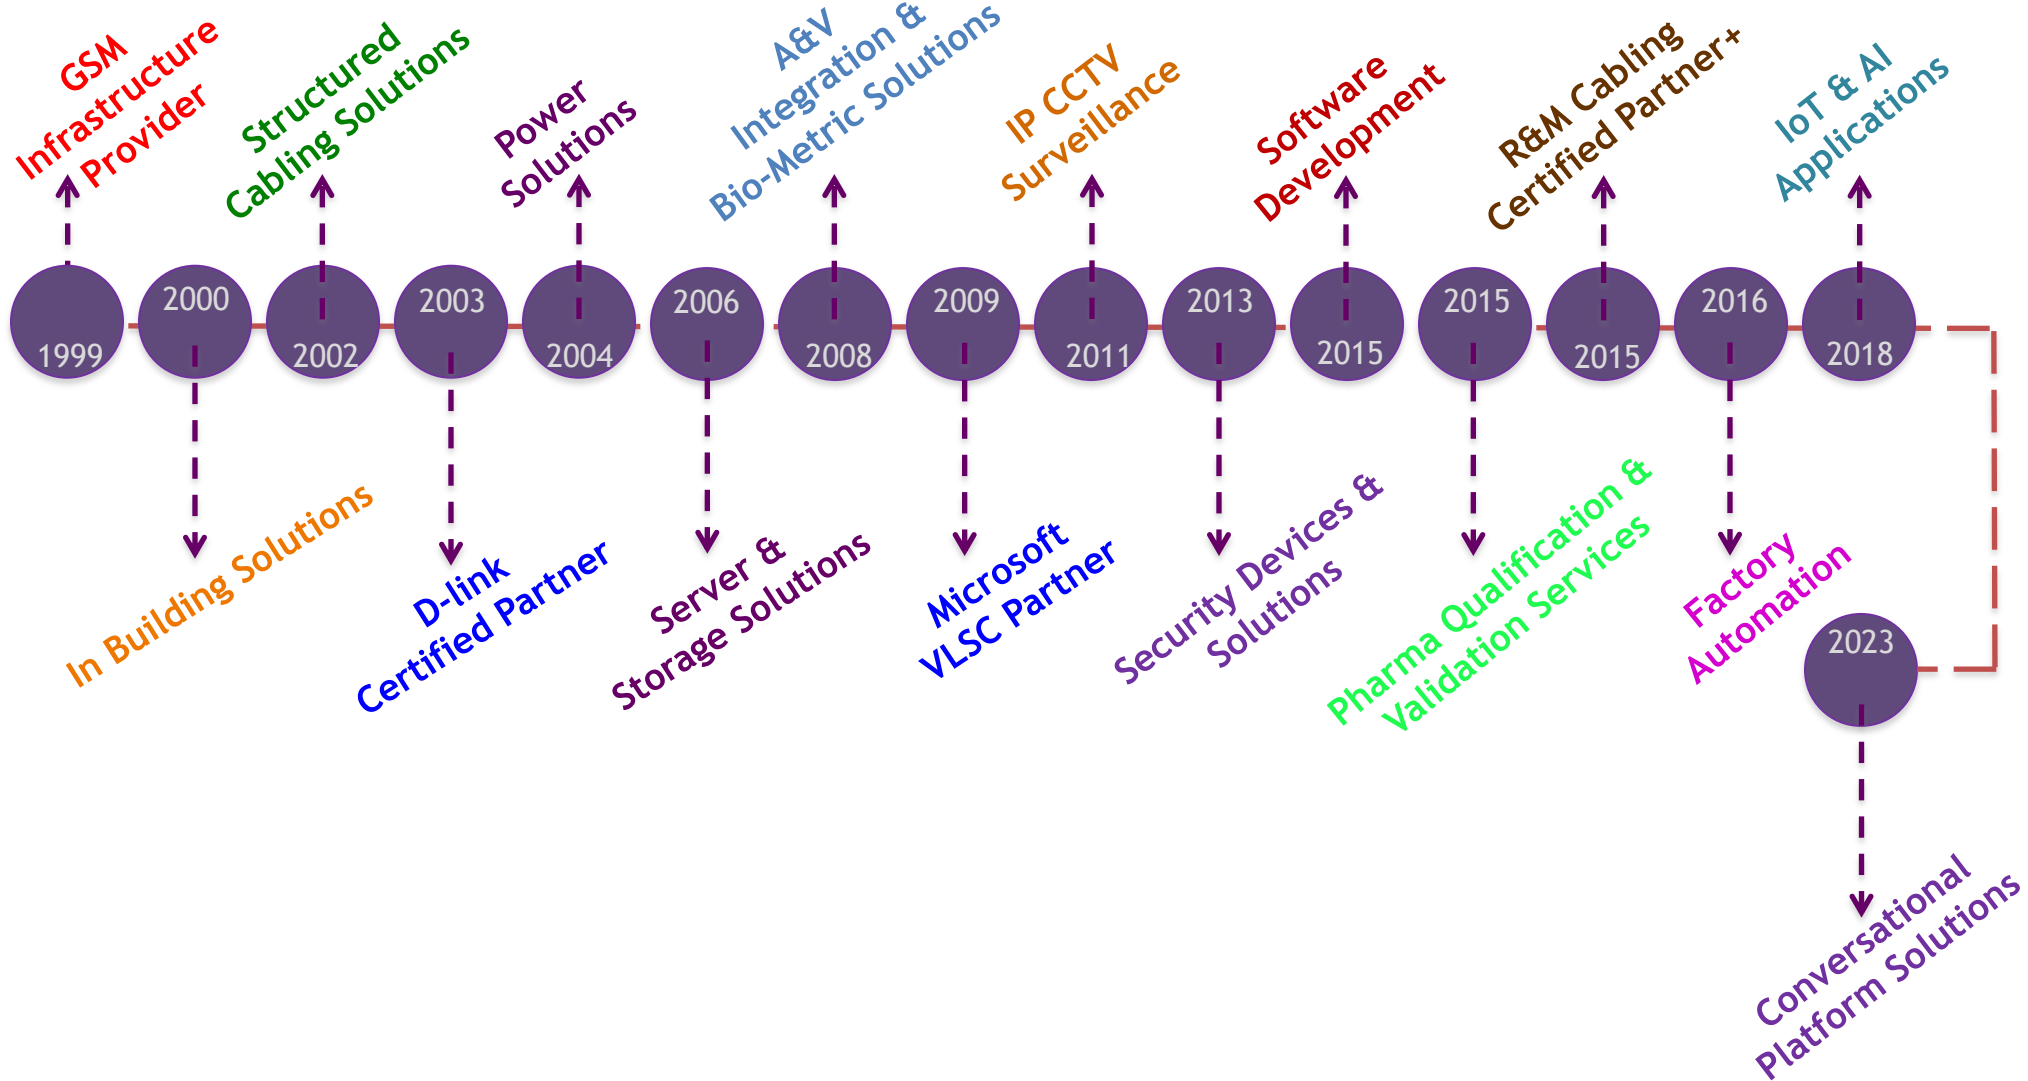 GSM
Infrastructure
Provider
Structured
Cabling Solutions
Power
Solutions
A&V
Integration &
Bio-Metric Solutions
IP CCTV
Surveillance
Software
Development
R&M Cabling
Certified Partner+
IoT & AI
Applications
1999
2000
2002
2003
2004
2006
2008
2009
2011
2013
2015
2015
2015
2016
2018
In Building Solutions
D-link
Certified Partner
Server &
Storage Solutions
Microsoft
VLSC Partner
Security Devices &
Solutions
Pharma Qualification &
Validation Services
Factory
Automation
2023
Conversational
Platform Solutions